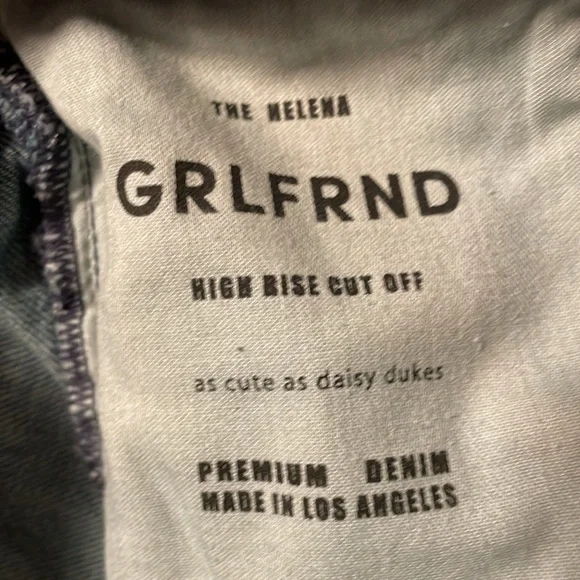 THE HELENA
GRLFRND
HIGH RISE CUT OFF
as cute as daisy dukes
PREMIUM DENIM
MADE IN LOS ANGELES